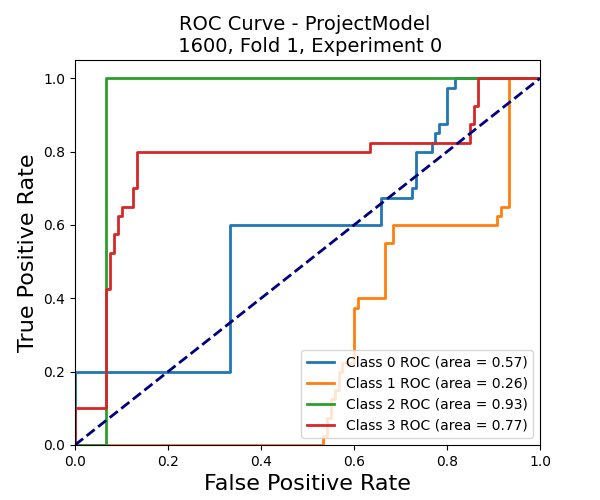 ROC Curve - ProjectModel
1600, Fold 1, Experiment 0
True Positive Rate
1.0
0.8
0.6
0.4
0.2
0.0
Class 0 ROC (area = 0.57)
Class 1 ROC (area = 0.26)
Class 2 ROC (area = 0.93)
Class 3 ROC (area = 0.77)
0.0 0.2 0.4 0.6 0.8 1.0
False Positive Rate